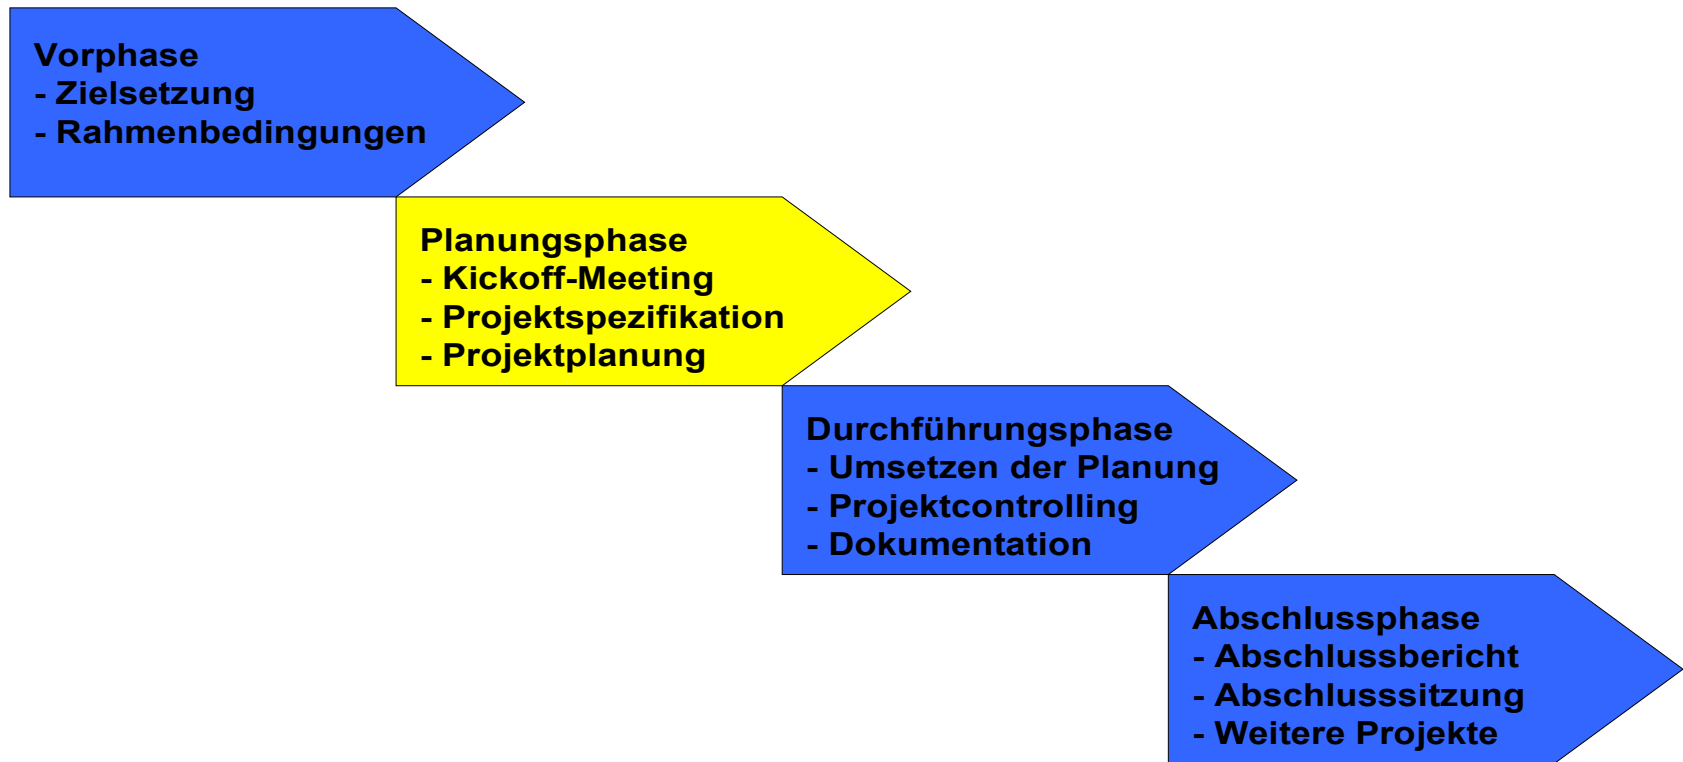 Vorphase
- Zielsetzung
- Rahmenbedingungen
Planungsphase
- Kickoff-Meeting
- Projektspezifikation
- Projektplanung
Durchführungsphase
- Umsetzen der Planung
- Projektcontrolling
- Dokumentation
Abschlussphase
- Abschlussbericht
- Abschlusssitzung
- Weitere Projekte